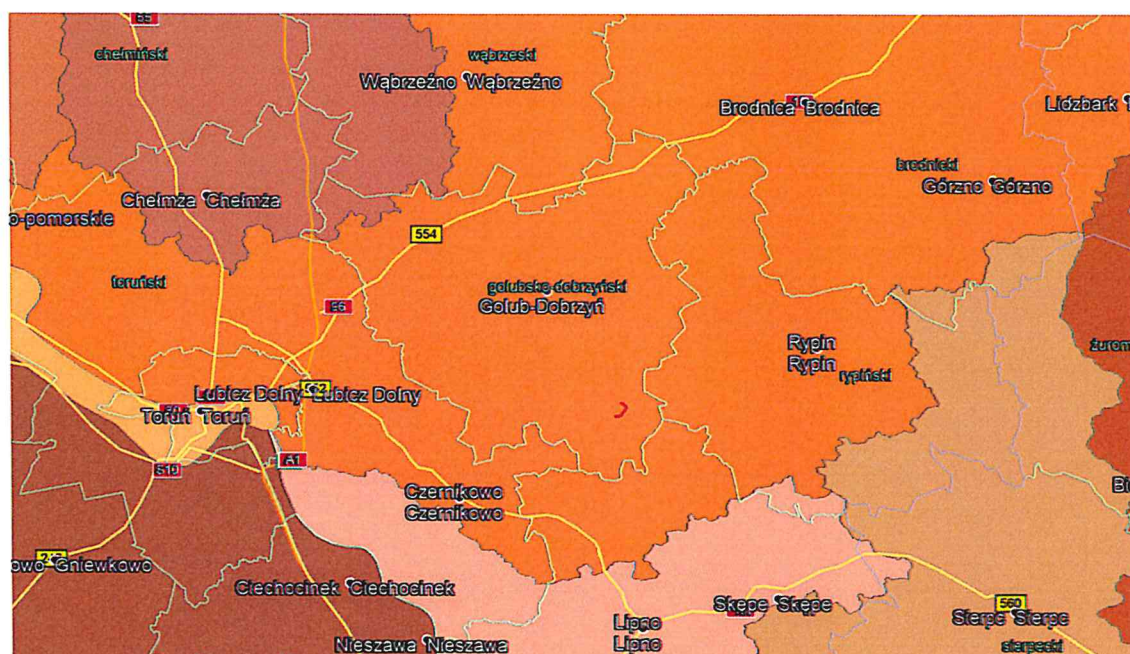 chełmiński
wąbrzeski
Wąbrzeźno Wąbrzeźno
Brodnica Brodnica
Lidzbark
brodnicki
Górzno Górzno
Chełmża Chełmża
o-pomorskie
554
toruński
golubsko-dobrzyński
Golub-Dobrzyń
Rypin
Rypin
rypiński
żurom
Lubicz Dolny Lubicz Dolny
552
Toruń Toruń
S10
A1
Czernikowo
Czernikowo
owo Gniewkowo
Ciechocinek Ciechocinek
Skępe Skępe
560
Sierpc Sierpc
Lipno
Lipno
Nieszawa Nieszawa
sierpecki